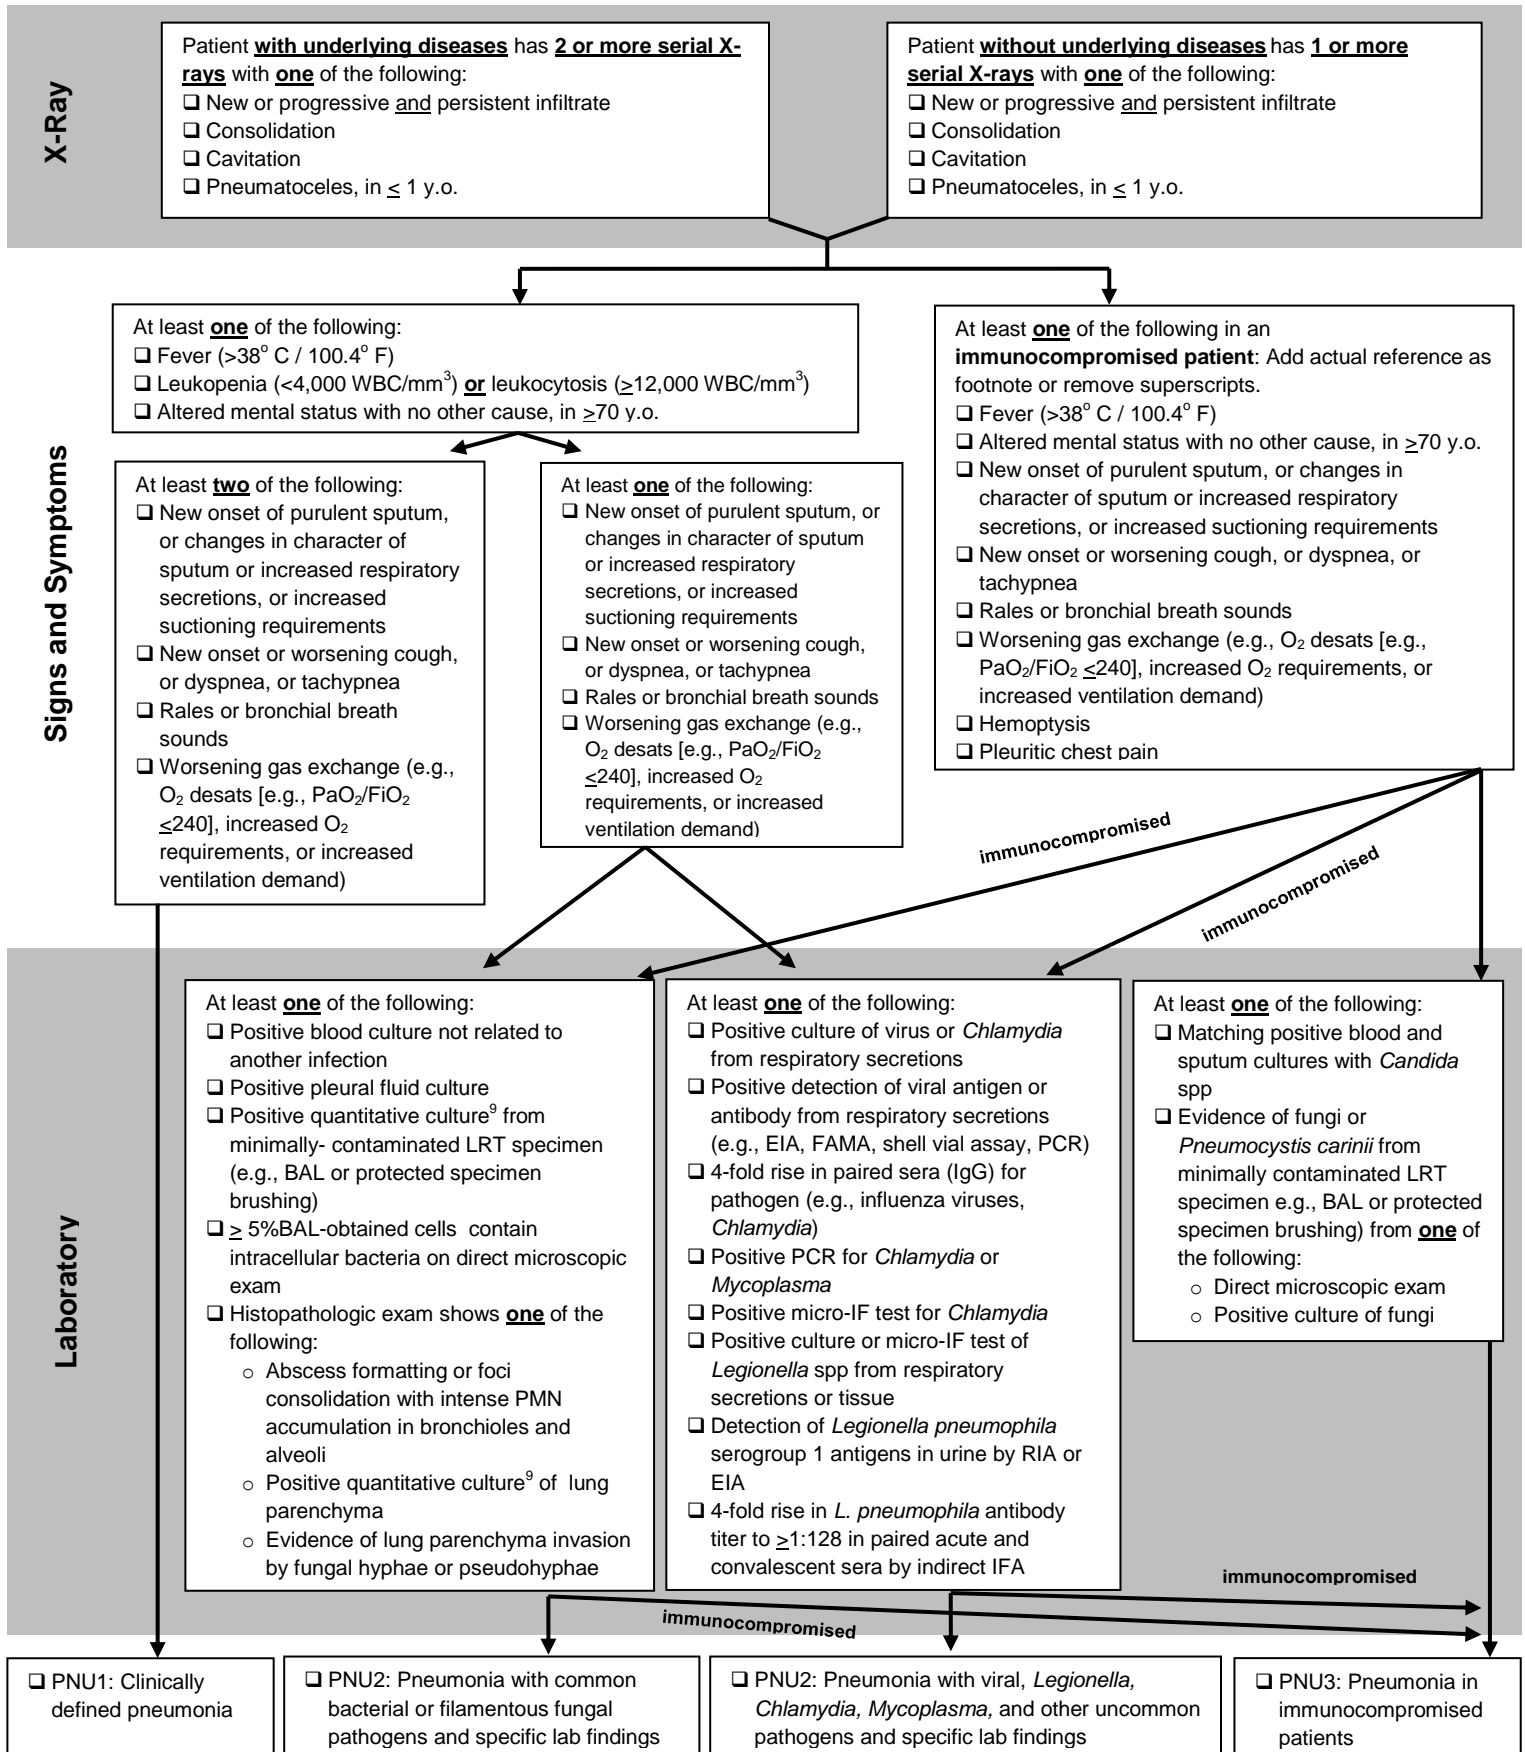 X-Ray
Patient with underlying diseases has 2 or more serial X-
rays with one of the following:
❑ New or progressive and persistent infiltrate
❑ Consolidation
❑ Cavitation
❑ Pneumatoceles, in < 1 y.o.
Patient without underlying diseases has 1 or more
serial X-rays with one of the following:
❑ New or progressive and persistent infiltrate
❑ Consolidation
❑ Cavitation
❑ Pneumatoceles, in < 1 y.o.
Signs and Symptoms
At least one of the following:
❑ Fever (>38° C / 100.4° F)
❑ Leukopenia (<4,000 WBC/mm³) or leukocytosis (>12,000 WBC/mm³)
❑ Altered mental status with no other cause, in >70 y.o.
At least two of the following:
❑ New onset of purulent sputum,
or changes in character of
sputum or increased respiratory
secretions, or increased
suctioning requirements
❑ New onset or worsening cough,
or dyspnea, or tachypnea
❑ Rales or bronchial breath
sounds
❑ Worsening gas exchange (e.g.,
O₂ desats [e.g., PaO₂/FiO₂
<240], increased O₂
requirements, or increased
ventilation demand)
At least one of the following:
❑ New onset of purulent sputum, or
changes in character of sputum
or increased respiratory
secretions, or increased
suctioning requirements
❑ New onset or worsening cough,
or dyspnea, or tachypnea
❑ Rales or bronchial breath sounds
❑ Worsening gas exchange (e.g.,
O₂ desats [e.g., PaO₂/FiO₂
<240], increased O₂
requirements, or increased
ventilation demand)
At least one of the following in an
immunocompromised patient: Add actual reference as
footnote or remove superscripts.
❑ Fever (>38° C / 100.4° F)
❑ Altered mental status with no other cause, in >70 y.o.
❑ New onset of purulent sputum, or changes in
character of sputum or increased respiratory
secretions, or increased suctioning requirements
❑ New onset or worsening cough, or dyspnea, or
tachypnea
❑ Rales or bronchial breath sounds
❑ Worsening gas exchange (e.g., O₂ desats [e.g.,
PaO₂/FiO₂ <240], increased O₂ requirements, or
increased ventilation demand)
❑ Hemoptysis
❑ Pleuritic chest pain
immunocompromised
immunocompromised
Laboratory
At least one of the following:
❑ Positive blood culture not related to
another infection
❑ Positive pleural fluid culture
❑ Positive quantitative culture⁹ from
minimally- contaminated LRT specimen
(e.g., BAL or protected specimen
brushing)
❑ > 5%BAL-obtained cells contain
intracellular bacteria on direct microscopic
exam
❑ Histopathologic exam shows one of the
following:
o Abscess formatting or foci
consolidation with intense PMN
accumulation in bronchioles and
alveoli
o Positive quantitative culture⁹ of lung
parenchyma
o Evidence of lung parenchyma invasion
by fungal hyphae or pseudohyphae
At least one of the following:
❑ Positive culture of virus or Chlamydia
from respiratory secretions
❑ Positive detection of viral antigen or
antibody from respiratory secretions
(e.g., EIA, FAMA, shell vial assay, PCR)
❑ 4-fold rise in paired sera (IgG) for
pathogen (e.g., influenza viruses,
Chlamydia)
❑ Positive PCR for Chlamydia or
Mycoplasma
❑ Positive micro-IF test for Chlamydia
❑ Positive culture or micro-IF test of
Legionella spp from respiratory
secretions or tissue
❑ Detection of Legionella pneumophila
serogroup 1 antigens in urine by RIA or
EIA
❑ 4-fold rise in L. pneumophila antibody
titer to >1:128 in paired acute and
convalescent sera by indirect IFA
At least one of the following:
❑ Matching positive blood and
sputum cultures with Candida
spp
❑ Evidence of fungi or
Pneumocystis carinii from
minimally contaminated LRT
specimen e.g., BAL or protected
specimen brushing) from one of
the following:
o Direct microscopic exam
o Positive culture of fungi
immunocompromised
immunocompromised
❑ PNU1: Clinically
defined pneumonia
❑ PNU2: Pneumonia with common
bacterial or filamentous fungal
pathogens and specific lab findings
❑ PNU2: Pneumonia with viral, Legionella,
Chlamydia, Mycoplasma, and other uncommon
pathogens and specific lab findings
❑ PNU3: Pneumonia in
immunocompromised
patients